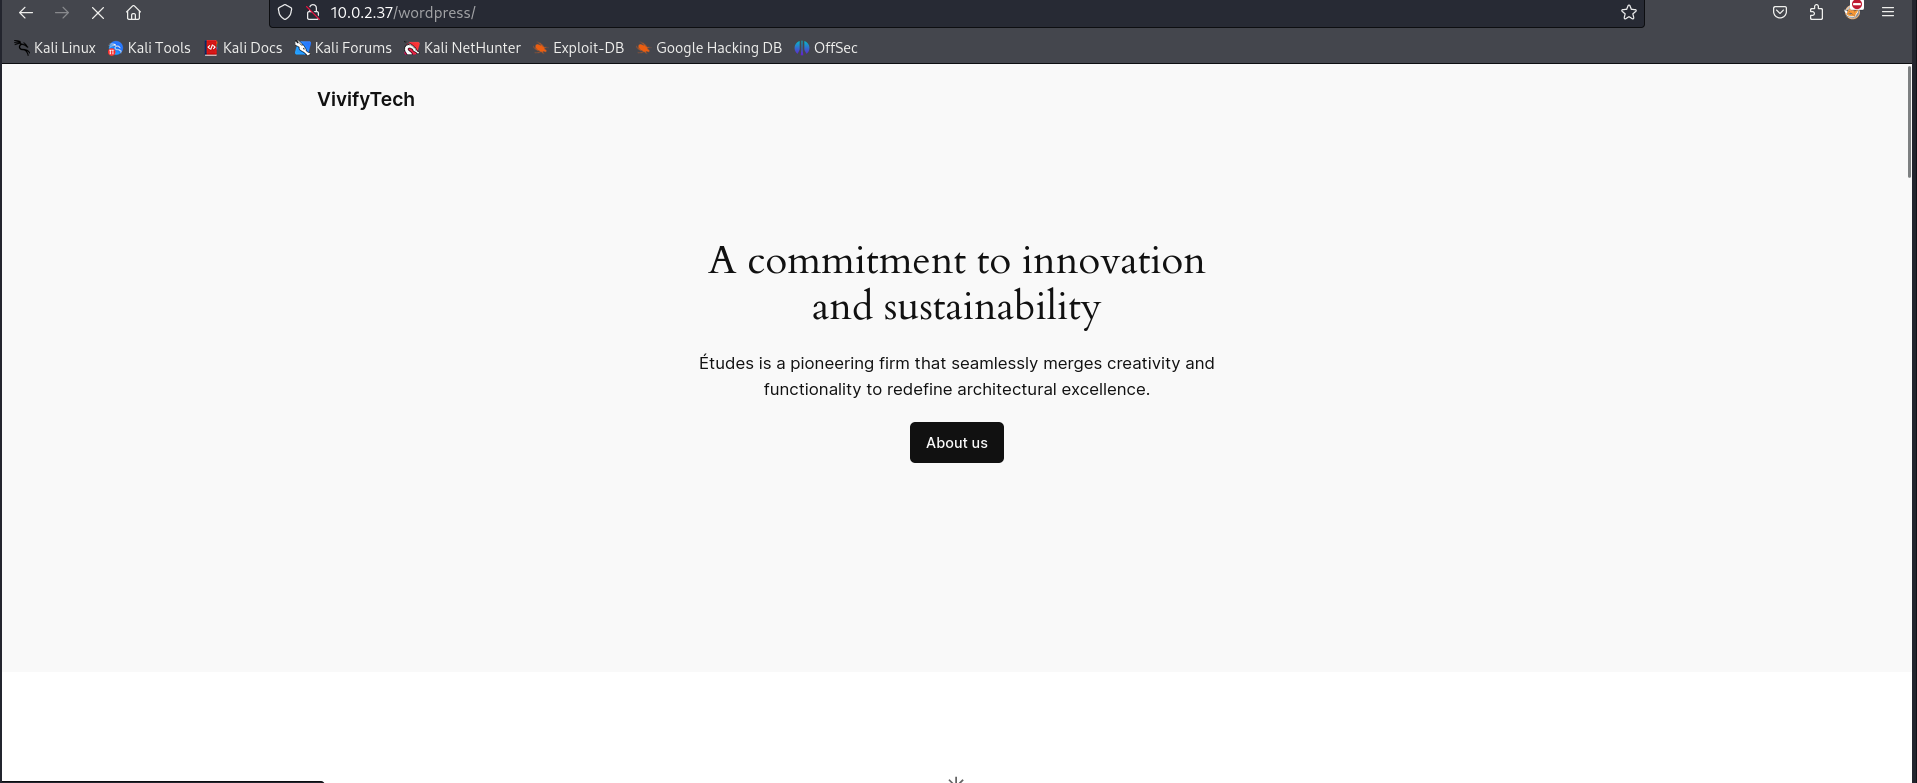 10.0.2.37/wordpress/
Kali Linux Kali Tools Kali Docs Kali Forums Kali NetHunter Exploit-DB Google Hacking DB OffSec
VivifyTech
A commitment to innovation
and sustainability
Études is a pioneering firm that seamlessly merges creativity and
functionality to redefine architectural excellence.
About us